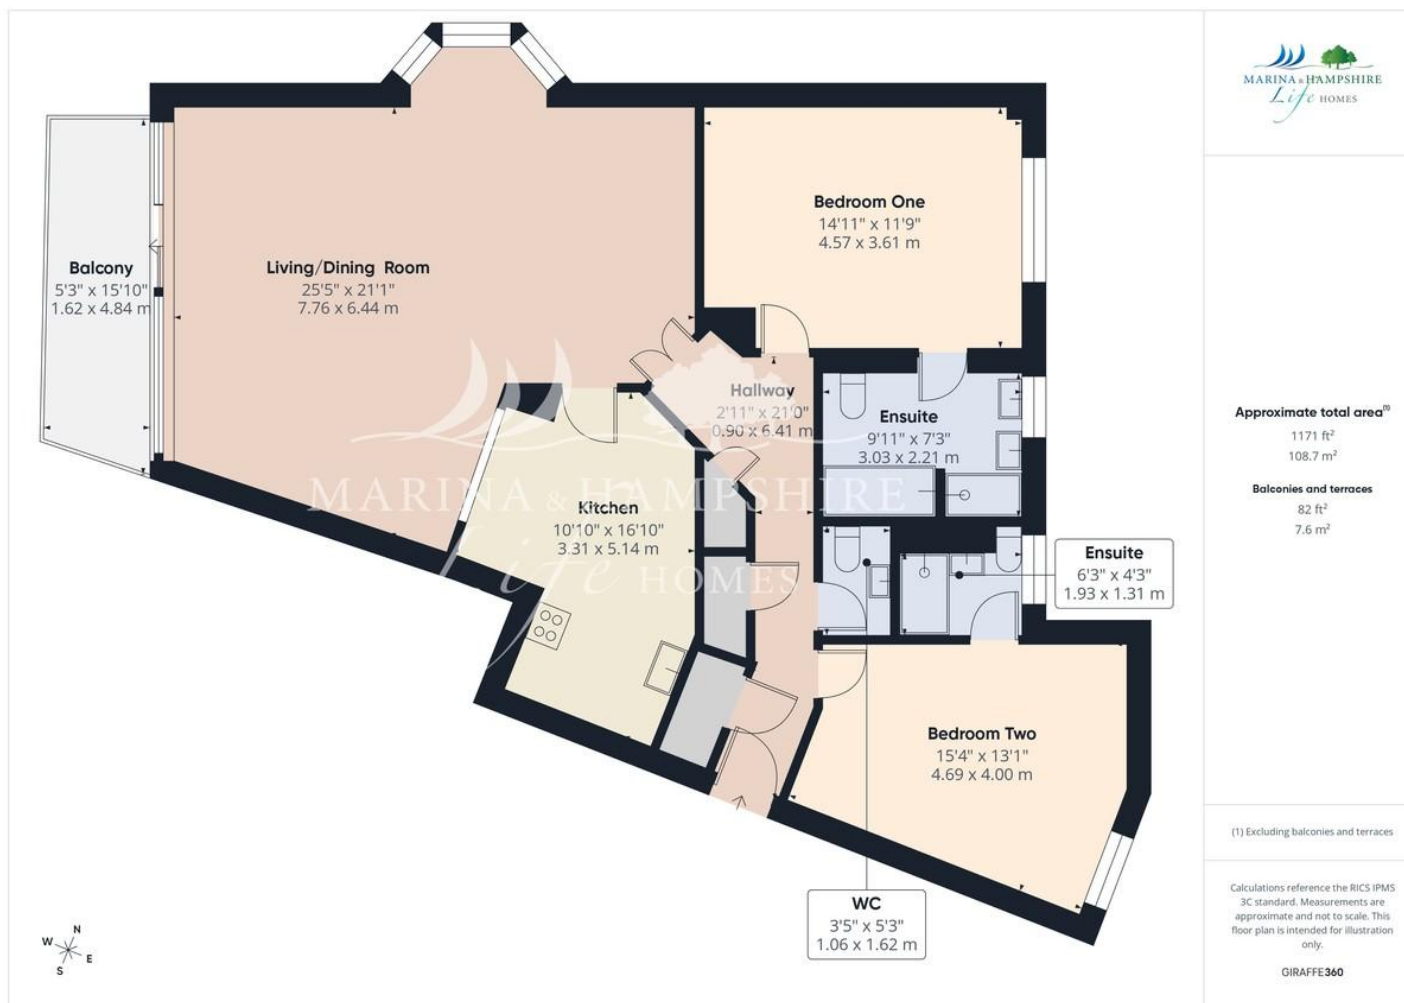 MARINA & HAMPSHIRE
Life HOMES
Balcony
5'3" x 15'10"
1.62 x 4.84 m
Living/Dining Room
25'5" x 21'1"
7.76 x 6.44 m
Bedroom One
14'11" x 11'9"
4.57 x 3.61 m
Hallway
2'11" x 21'0"
0.90 x 6.41 m
Ensuite
9'11" x 7'3"
3.03 x 2.21 m
MARINA & HAMPSHIRE
Life HOMES
Kitchen
10'10" x 16'10"
3.31 x 5.14 m
Ensuite
6'3" x 4'3"
1.93 x 1.31 m
Bedroom Two
15'4" x 13'1"
4.69 x 4.00 m
WC
3'5" x 5'3"
1.06 x 1.62 m
N
W
E
S
Approximate total area(1)
1171 ft²
108.7 m²
Balconies and terraces
82 ft²
7.6 m²
(1) Excluding balconies and terraces
Calculations reference the RICS IPMS
3C standard. Measurements are
approximate and not to scale. This
floor plan is intended for illustration
only.
GIRAFFE360